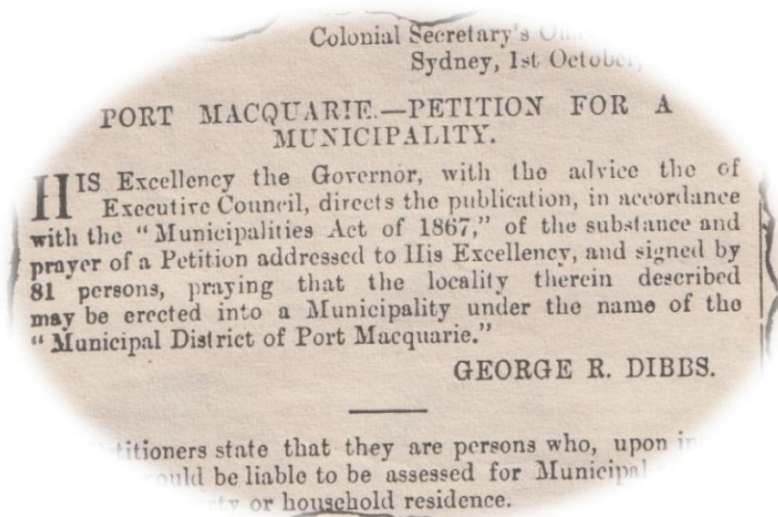 Colonial Secretary's
Sydney, 1st October,
PORT MACQUARIE.—PETITION FOR A
MUNICIPALITY.
HIS Excellency the Governor, with the advice the of
Executive Council, directs the publication, in accordance
with the "Municipalities Act of 1867," of the substance and
prayer of a Petition addressed to His Excellency, and signed by
81 persons, praying that the locality therein described
may be erected into a Municipality under the name of the
"Municipal District of Port Macquarie."
GEORGE R. DIBBS.
state that they are persons who, upon
be liable to be assessed for Municipal
or household residence.